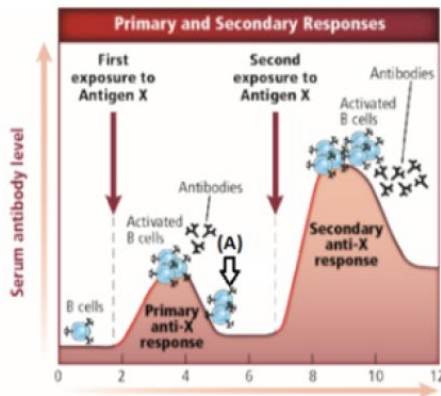 Primary and Secondary Responses
First
exposure to
Antigen X
Second
exposure to
Antigen X
Antibodies
Activated
B cells
Antibodies
Activated
B cells
(A)
B cells
Primary
anti-X
response
Secondary
anti-X
response
Serum antibody level
0 2 4 6 8 10 12